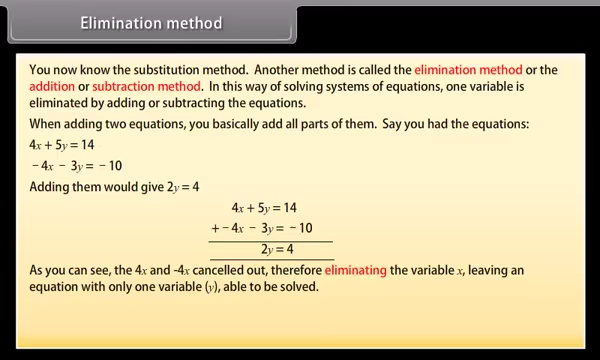 Elimination method
You now know the substitution method. Another method is called the elimination method or the
addition or subtraction method. In this way of solving systems of equations, one variable is
eliminated by adding or subtracting the equations.
When adding two equations, you basically add all parts of them. Say you had the equations:
4x + 5y = 14
− 4x − 3y = − 10
Adding them would give 2y = 4
4x + 5y = 14
+ − 4x − 3y = − 10
2y = 4
As you can see, the 4x and -4x cancelled out, therefore eliminating the variable x, leaving an
equation with only one variable (y), able to be solved.